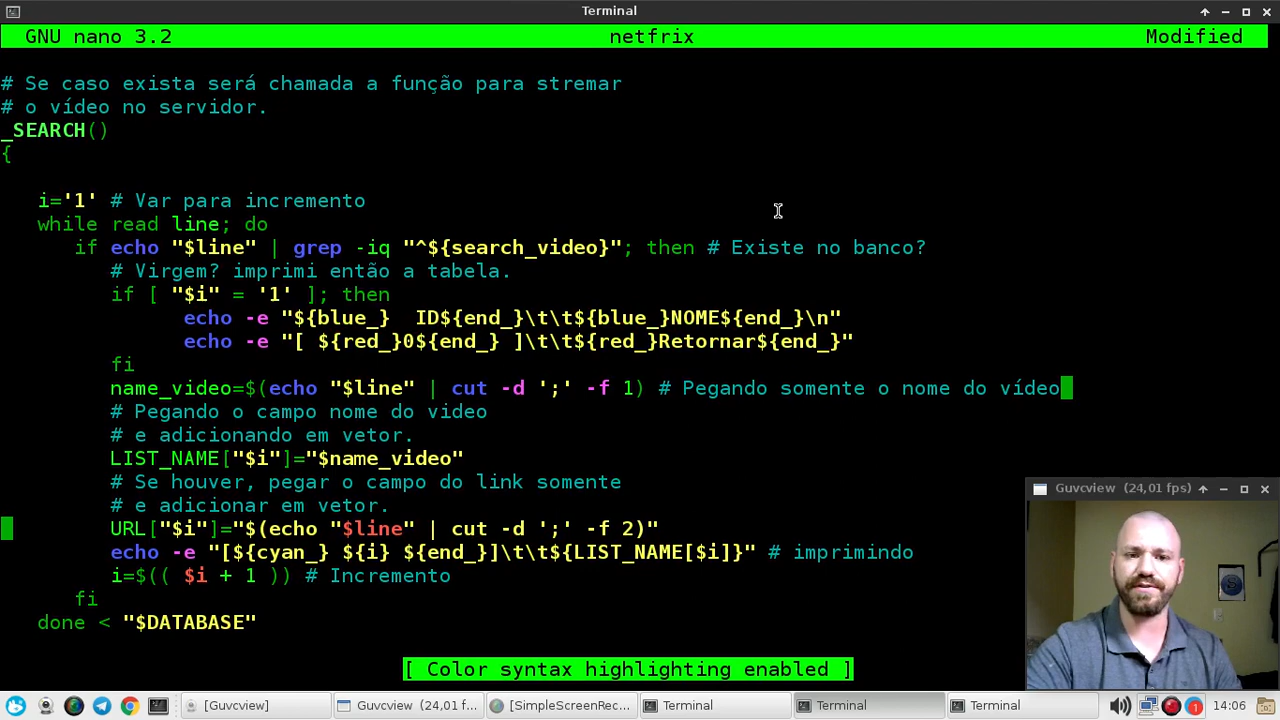 Terminal
GNU nano 3.2 netfrix Modified
# Se caso exista será chamada a função para stremar
# o vídeo no servidor.
_SEARCH()
{
i='1' # Var para incremento
while read line; do
if echo "$line" | grep -iq "^${search_video}"; then # Existe no banco?
# Virgem? imprimi então a tabela.
if [ "$i" = '1' ]; then
echo -e "${blue_}  ID${end_}\t\t${blue_}NOME${end_}\n"
echo -e "[ ${red_}0${end_} ]\t\t${red_}Retornar${end_}"
fi
name_video=$(echo "$line" | cut -d ';' -f 1) # Pegando somente o nome do vídeo
# Pegando o campo nome do video
# e adicionando em vetor.
LIST_NAME["$i"]="$name_video"
# Se houver, pegar o campo do link somente
# e adicionar em vetor.
URL["$i"]="$(echo "$line" | cut -d ';' -f 2)"
echo -e "[${cyan_} ${i} ${end_}]\t\t${LIST_NAME[$i]}" # imprimindo
i=$(( $i + 1 )) # Incremento
fi
done < "$DATABASE"
[ Color syntax highlighting enabled ]
Guvcview (24,01 fps)
[Guvcview] Guvcview (24,01 f... [SimpleScreenRec... Terminal Terminal Terminal 1 14:06